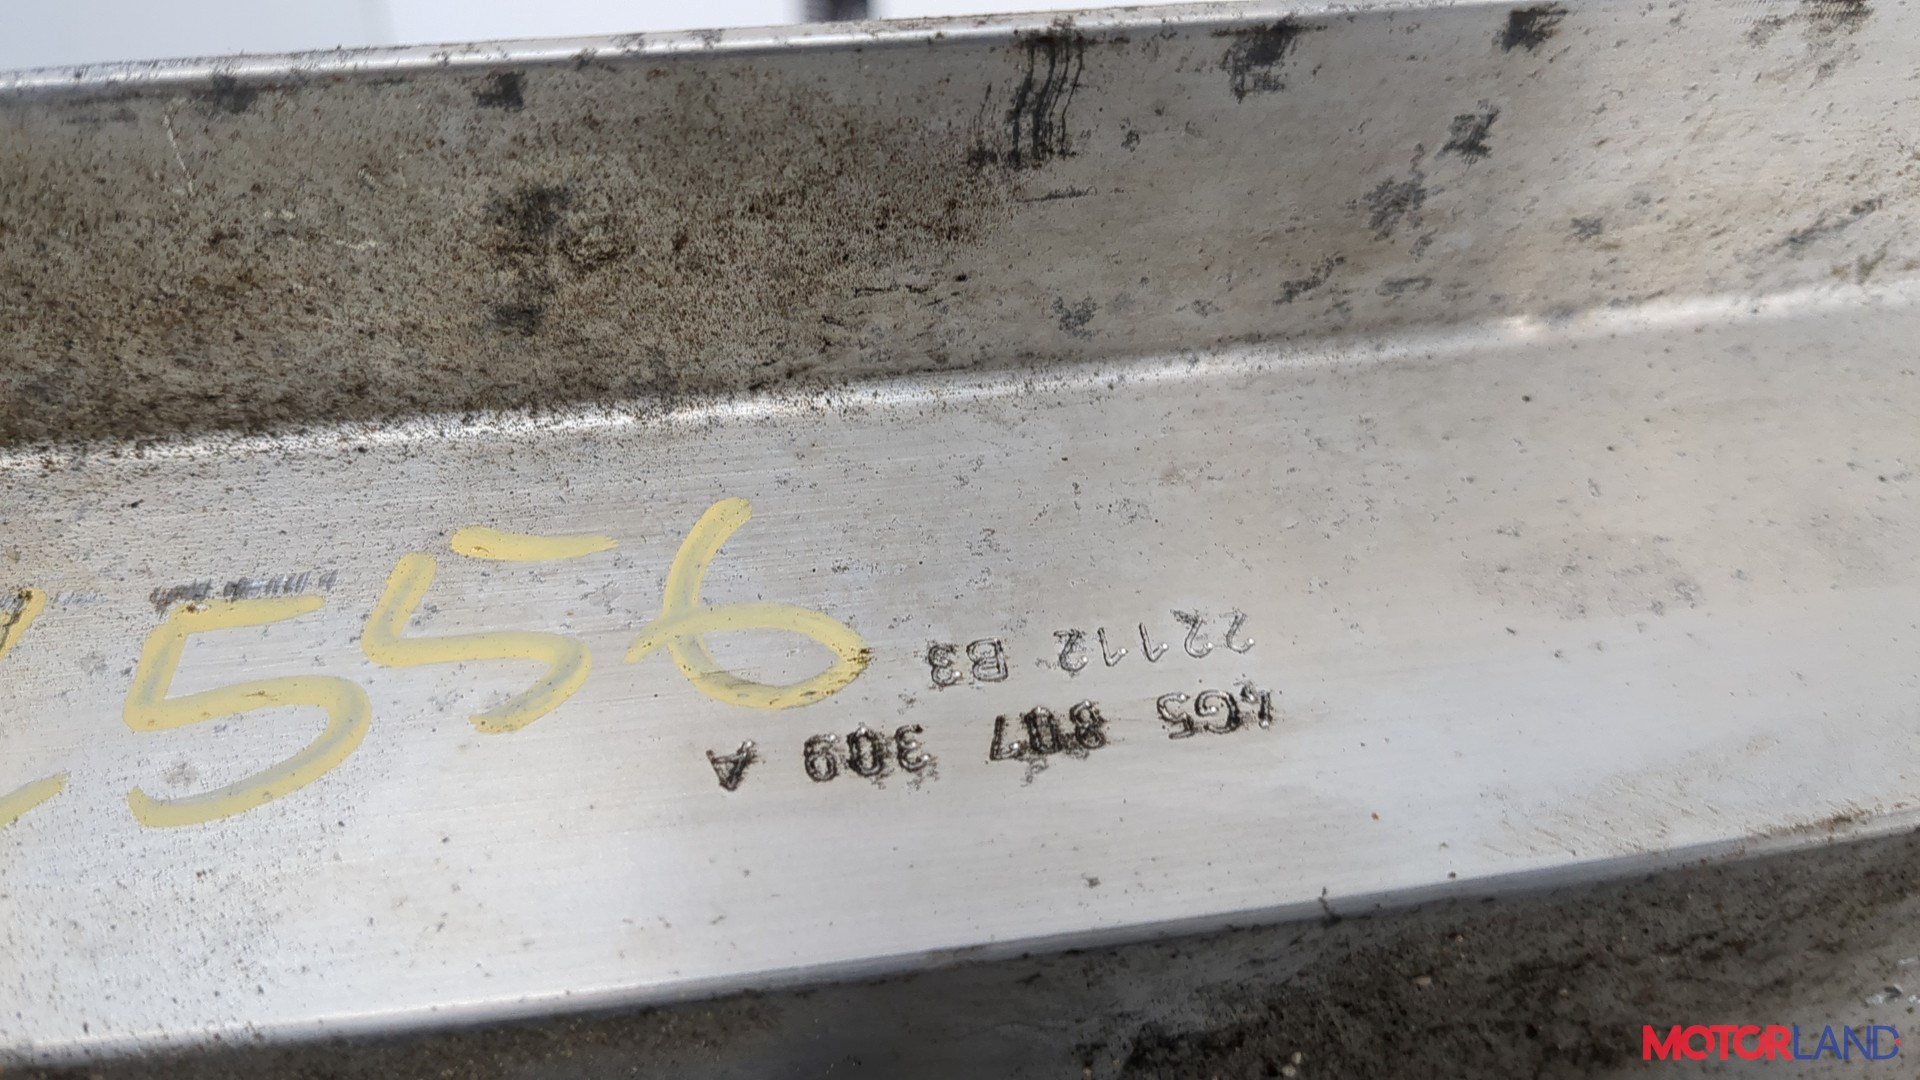 556
4G5 807 309 A
22112 B3
MOTORLAND